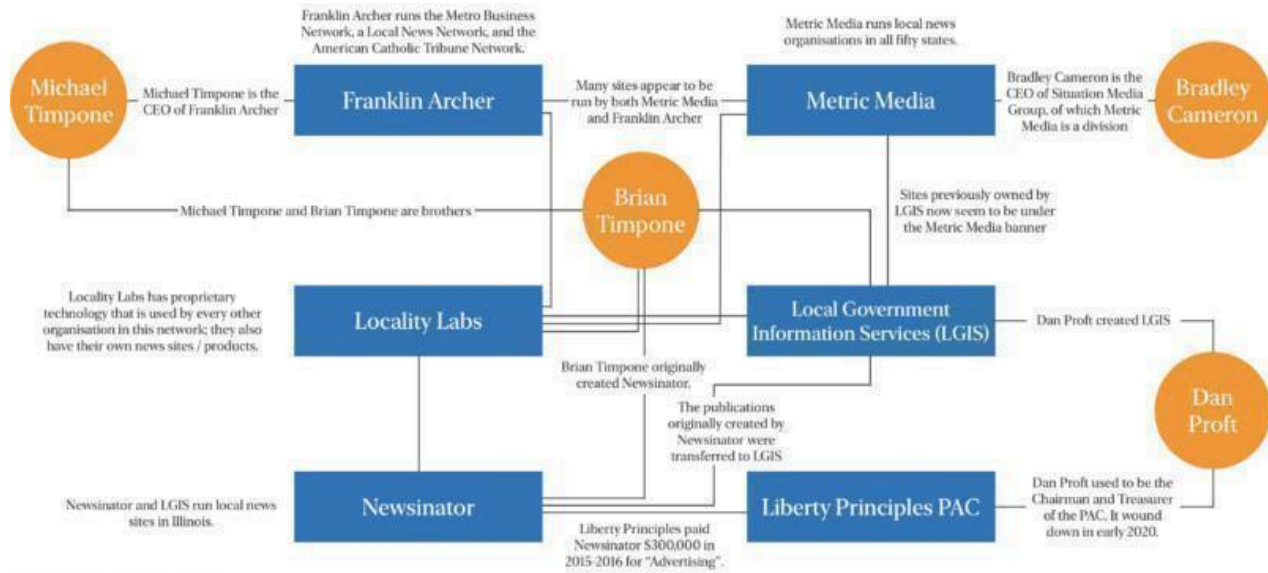 Franklin Archer runs the Metro Business
Network, a Local News Network, and the
American Catholic Tribune Network.
Metric Media runs local news
organisations in all fifty states.
Michael
Timpone
Michael Timpone is the
CEO of Franklin Archer
Franklin Archer
Many sites appear to be
run by both Metric Media
and Franklin Archer
Metric Media
Bradley Cameron is the
CEO of Situation Media
Group, of which Metric
Media is a division
Bradley
Cameron
Michael Timpone and Brian Timpone are brothers
Brian
Timpone
Sites previously owned by
LGIS now seem to be under
the Metric Media banner
Locality Labs has proprietary
technology that is used by every other
organisation in this network; they also
have their own news sites / products.
Locality Labs
Local Government
Information Services (LGIS)
Dan Proft created LGIS
Brian Timpone originally
created Newsinator.
Dan
Proft
The publications
originally created by
Newsinator were
transferred to LGIS
Newsinator and LGIS run local news
sites in Illinois.
Newsinator
Liberty Principles paid
Newsinator $300,000 in
2015-2016 for “Advertising”.
Liberty Principles PAC
Dan Proft used to be the
Chairman and Treasurer
of the PAC. It wound
down in early 2020.